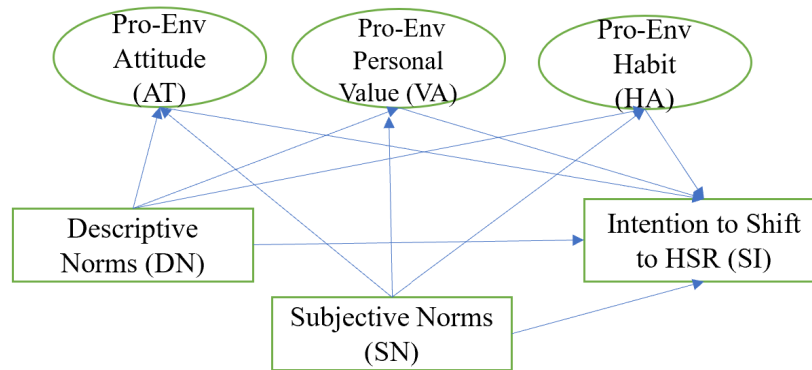 Pro-Env
Attitude
(AT)
Pro-Env
Personal
Value (VA)
Pro-Env
Habit
(HA)
Descriptive
Norms (DN)
Intention to Shift
to HSR (SI)
Subjective Norms
(SN)